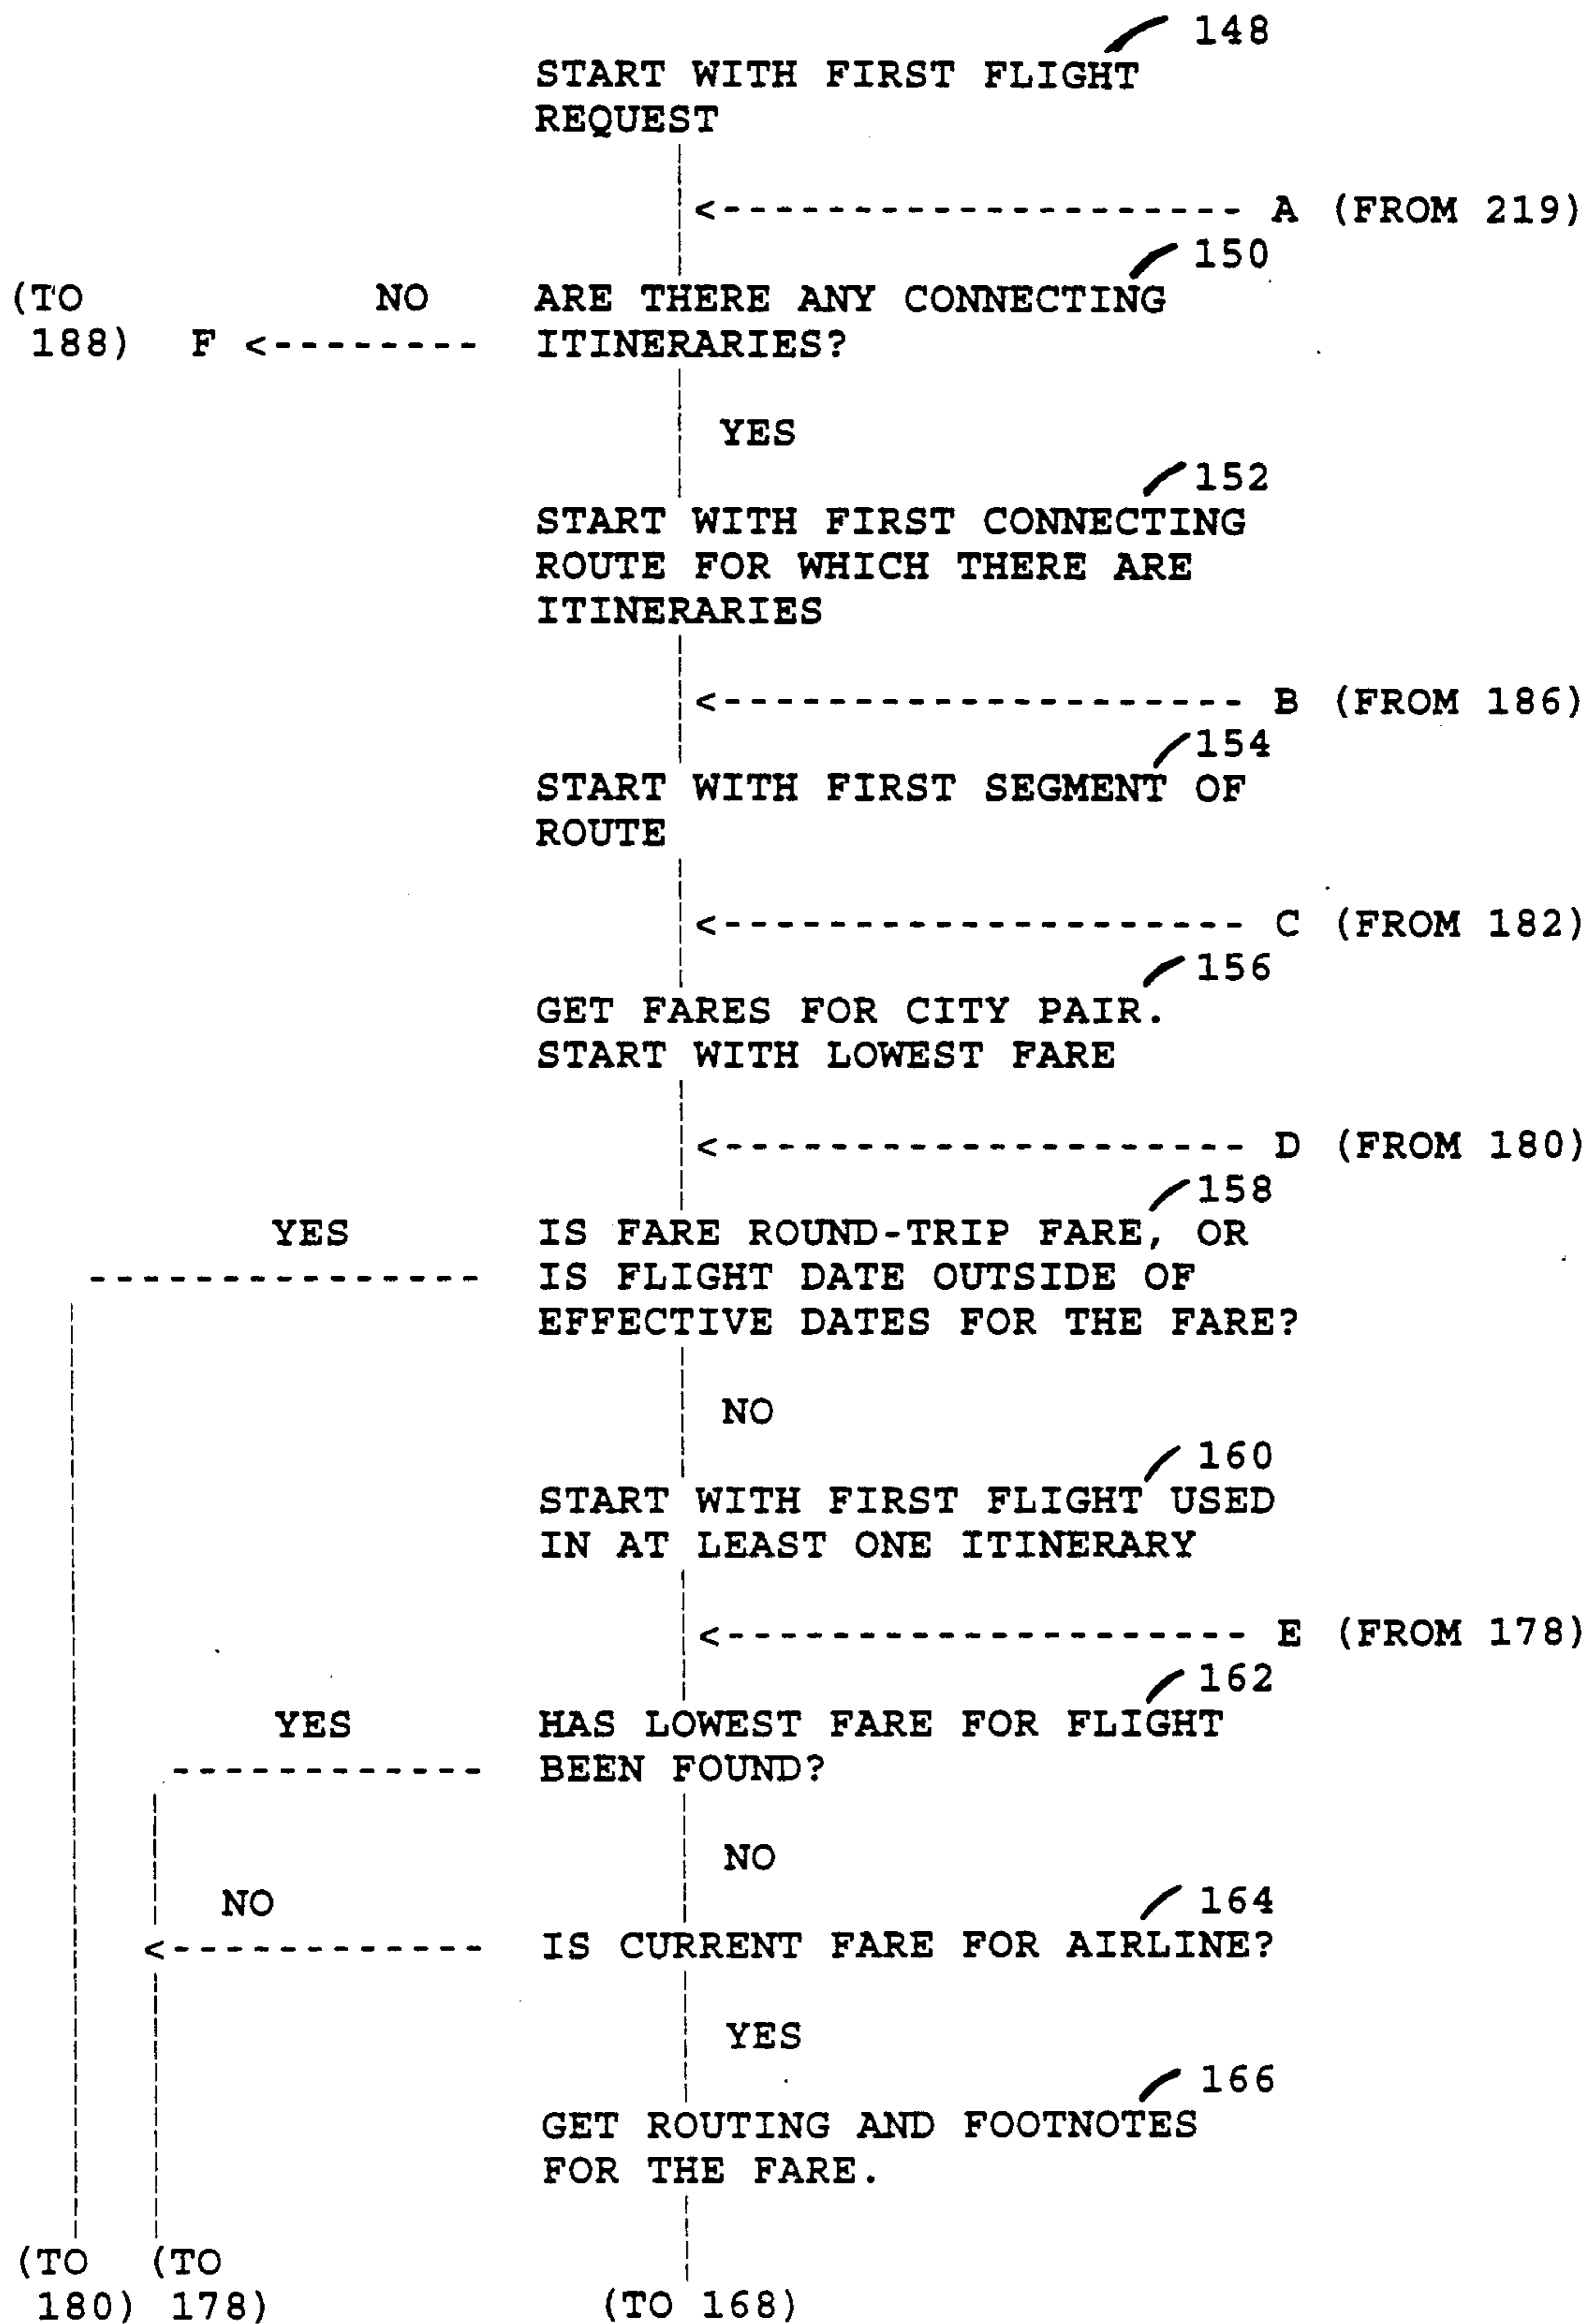 148
START WITH FIRST FLIGHT
REQUEST
<-------------------- A (FROM 219)
150
(TO NO ARE THERE ANY CONNECTING
188) F <--------- ITINERARIES?
YES
152
START WITH FIRST CONNECTING
ROUTE FOR WHICH THERE ARE
ITINERARIES
<-------------------- B (FROM 186)
154
START WITH FIRST SEGMENT OF
ROUTE
<-------------------- C (FROM 182)
156
GET FARES FOR CITY PAIR.
START WITH LOWEST FARE
<-------------------- D (FROM 180)
158
YES IS FARE ROUND-TRIP FARE, OR
IS FLIGHT DATE OUTSIDE OF
EFFECTIVE DATES FOR THE FARE?
NO
160
START WITH FIRST FLIGHT USED
IN AT LEAST ONE ITINERARY
<-------------------- E (FROM 178)
162
YES HAS LOWEST FARE FOR FLIGHT
BEEN FOUND?
NO
NO 164
IS CURRENT FARE FOR AIRLINE?
YES
166
GET ROUTING AND FOOTNOTES
FOR THE FARE.
(TO (TO
180) 178) (TO 168)